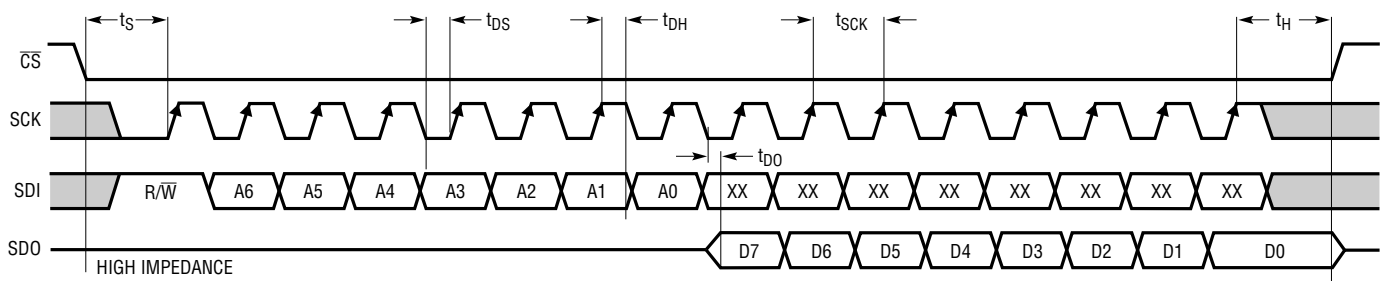 tS tDS tDH tSCK tH
C̅S̅
SCK
tDO
SDI R/W̅ A6 A5 A4 A3 A2 A1 A0 XX XX XX XX XX XX XX XX
SDO D7 D6 D5 D4 D3 D2 D1 D0
HIGH IMPEDANCE